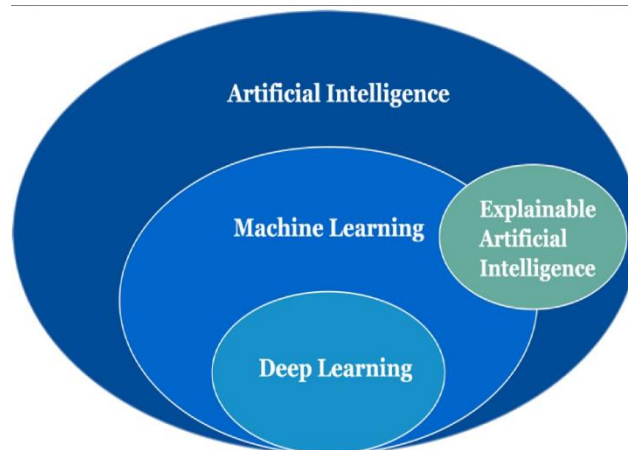 Artificial Intelligence
Machine Learning
Explainable
Artificial
Intelligence
Deep Learning